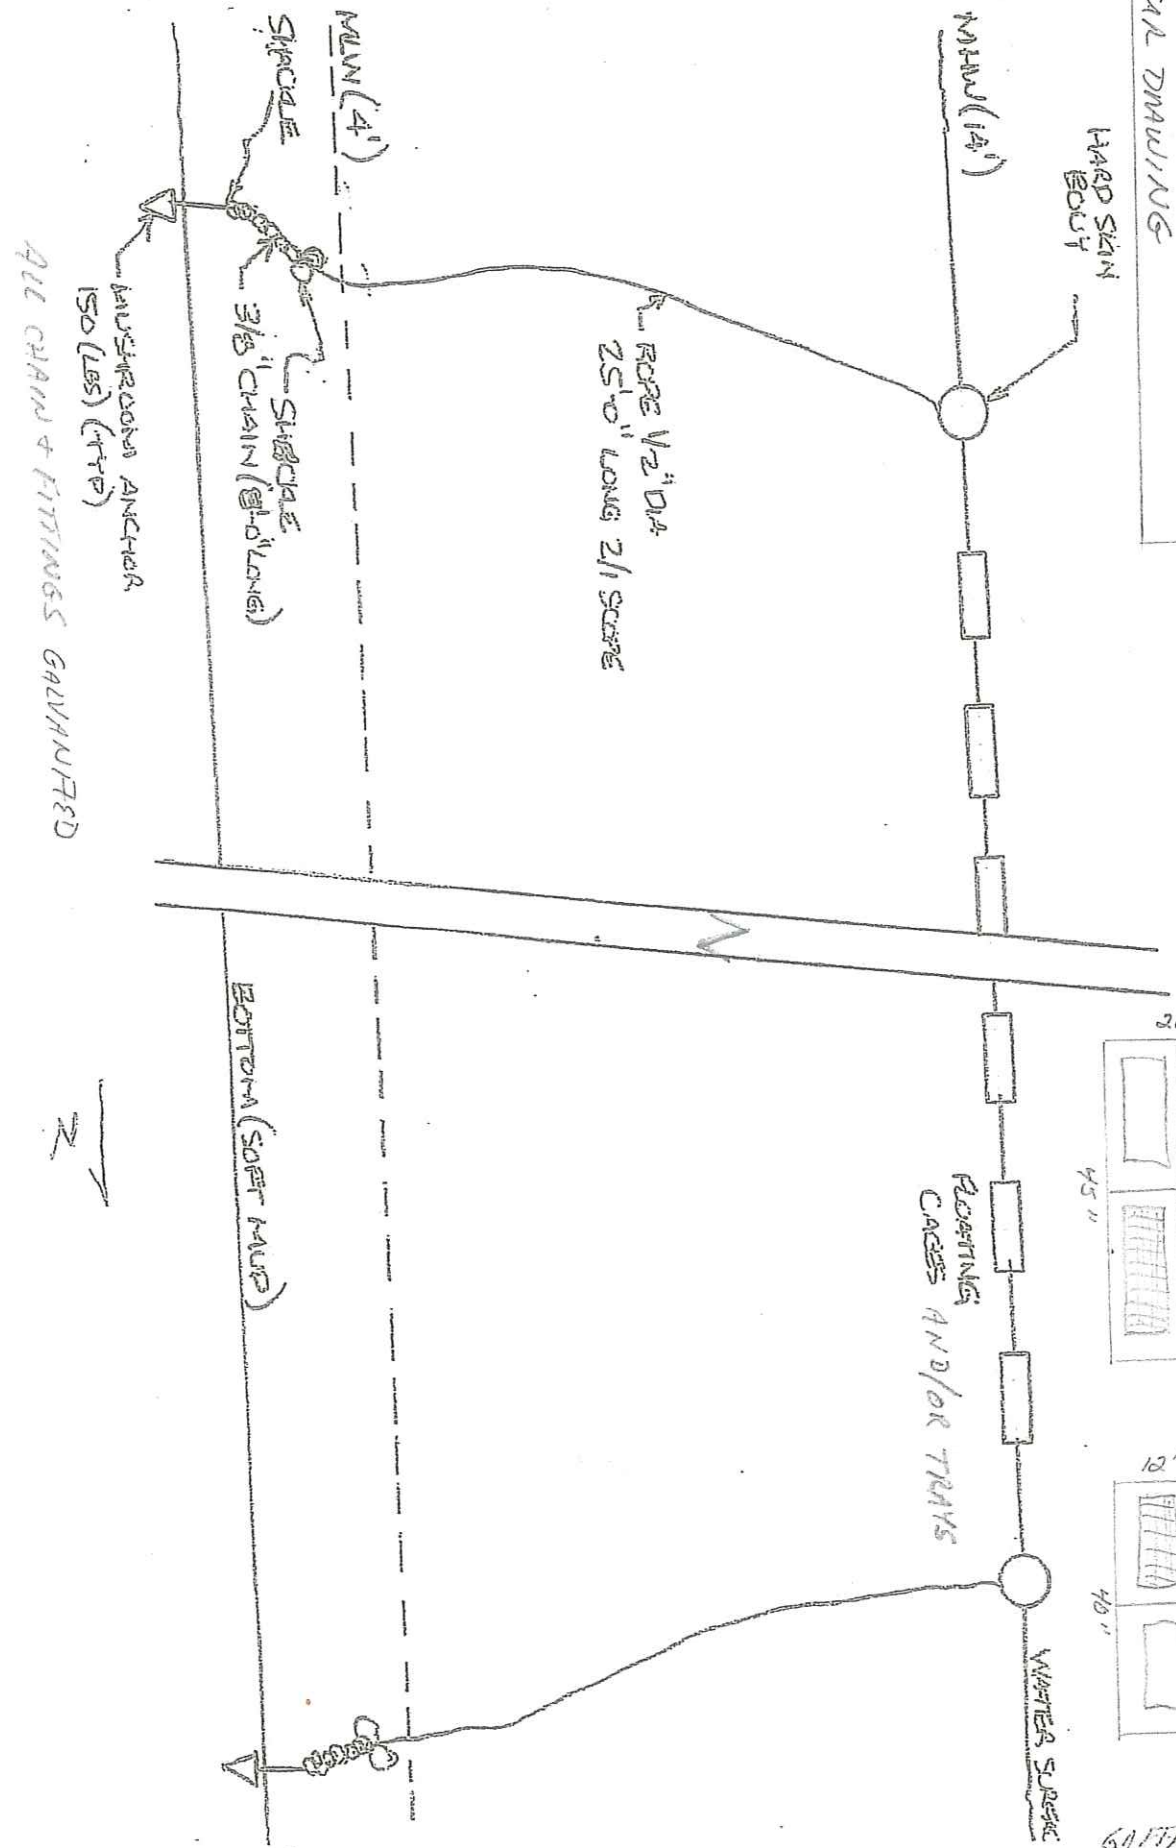 DRAWING
HARD SKIN
BOUY
MHW (14')
WATER SURFACE
45"
12"
40"
FLOATING
CAGES AND/OR TRAYS
ROPE 1/2" DIA
25'-0" LONG 2/1 SCOPE
MLW (4')
SHACKLE
SHACKLE
3/8" CHAIN ( -0" LONG)
BOTTOM (SOFT MUD)
MUSHROOM ANCHOR
150 (LBS) (TYP)
ALL CHAIN & FITTINGS GALVANIZED
N